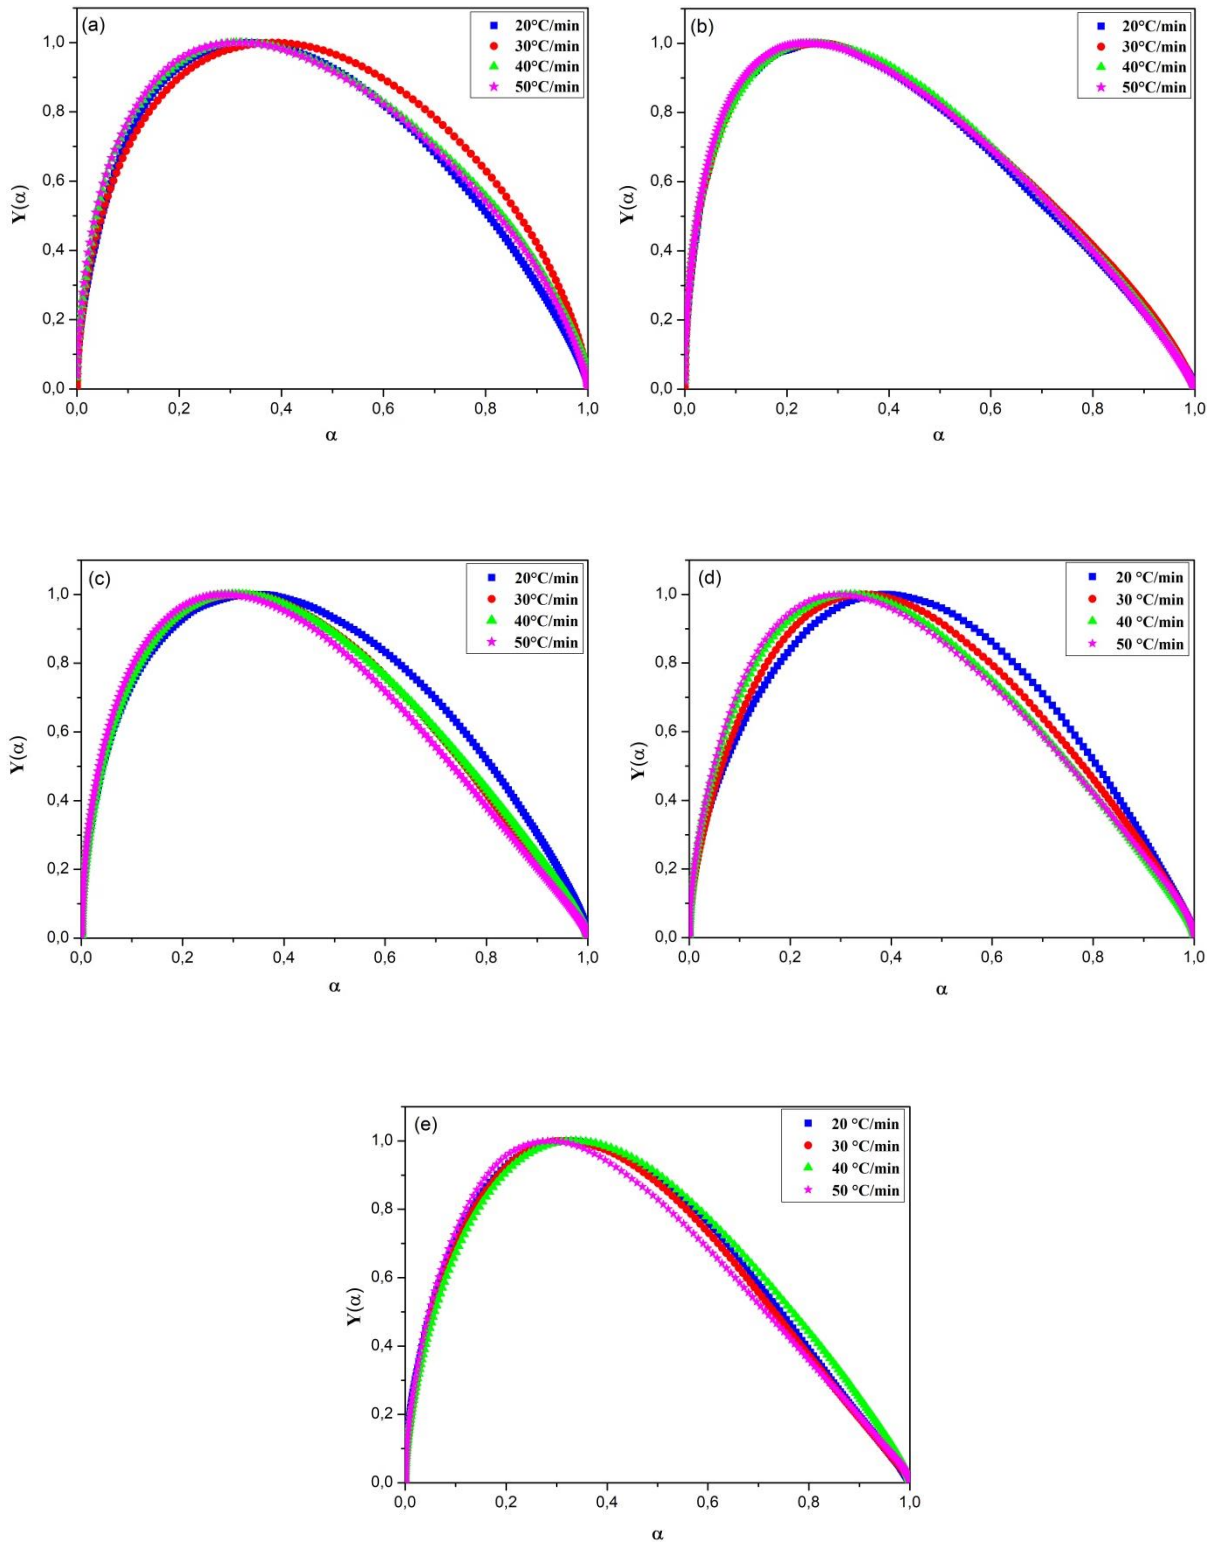 (a)
20°C/min
30°C/min
40°C/min
50°C/min
1,0
0,8
0,6
0,4
0,2
0,0
Y(α)
0,0 0,2 0,4 0,6 0,8 1,0
α
(b)
20°C/min
30°C/min
40°C/min
50°C/min
1,0
0,8
0,6
0,4
0,2
0,0
Y(α)
0,0 0,2 0,4 0,6 0,8 1,0
α
(c)
20°C/min
30°C/min
40°C/min
50°C/min
1,0
0,8
0,6
0,4
0,2
0,0
Y(α)
0,0 0,2 0,4 0,6 0,8 1,0
α
(d)
20 °C/min
30 °C/min
40 °C/min
50 °C/min
1,0
0,8
0,6
0,4
0,2
0,0
Y(α)
0,0 0,2 0,4 0,6 0,8 1,0
α
(e)
20 °C/min
30 °C/min
40 °C/min
50 °C/min
1,0
0,8
0,6
0,4
0,2
0,0
Y(α)
0,0 0,2 0,4 0,6 0,8 1,0
α